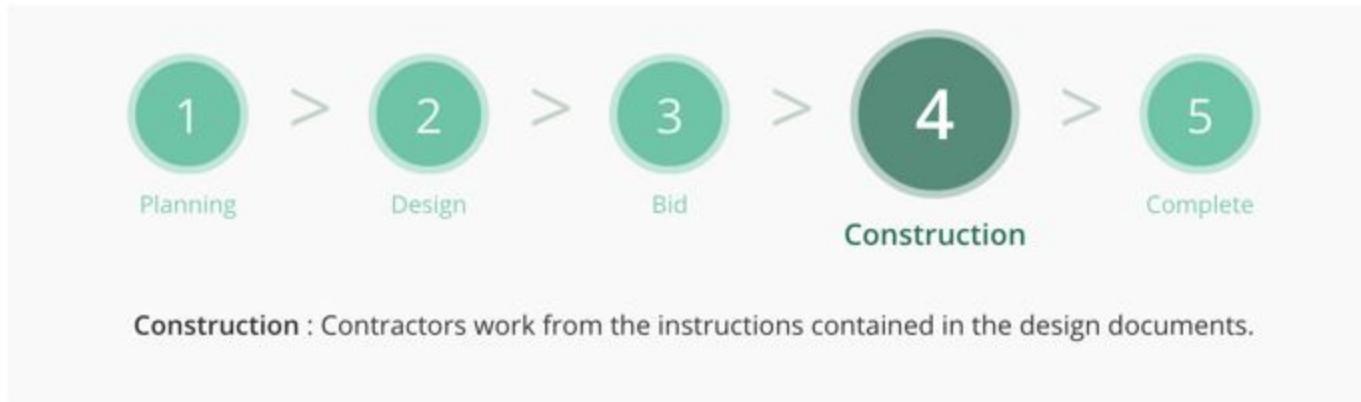 1 > 2 > 3 > 4 > 5
Planning Design Bid Construction Complete
Construction : Contractors work from the instructions contained in the design documents.